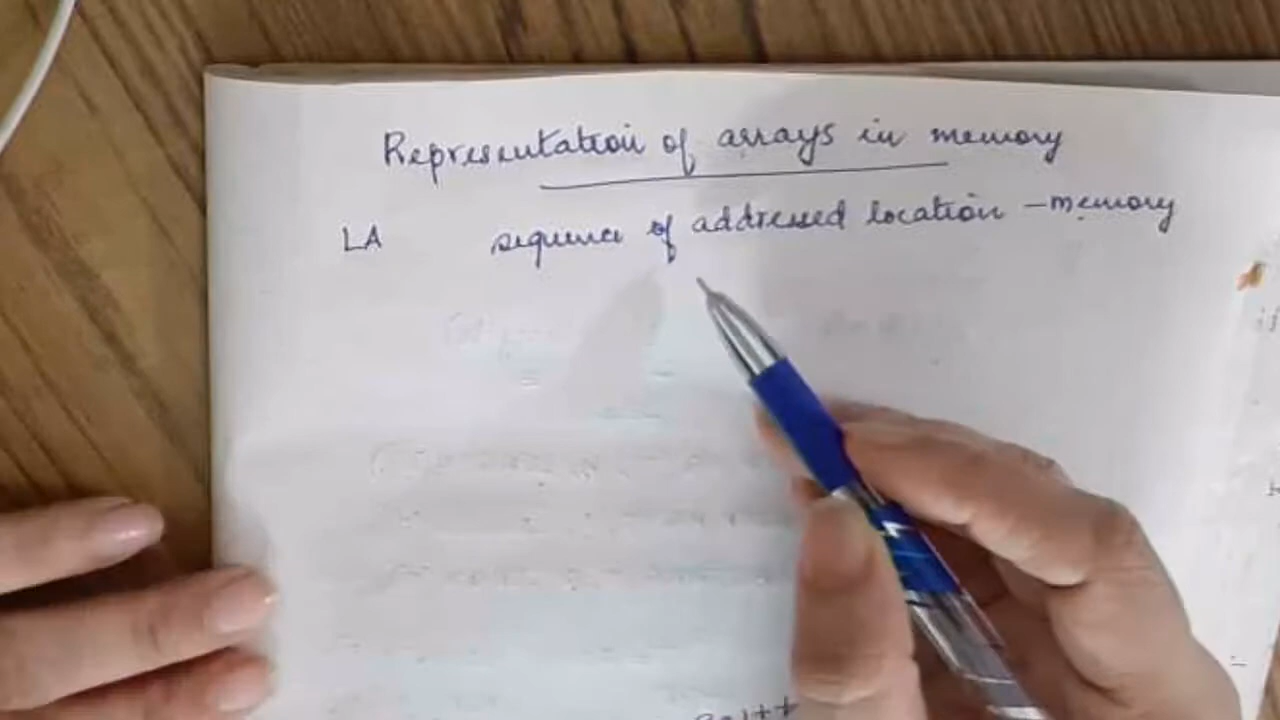 Representation of arrays in memory
LA sequence of addressed location - memory